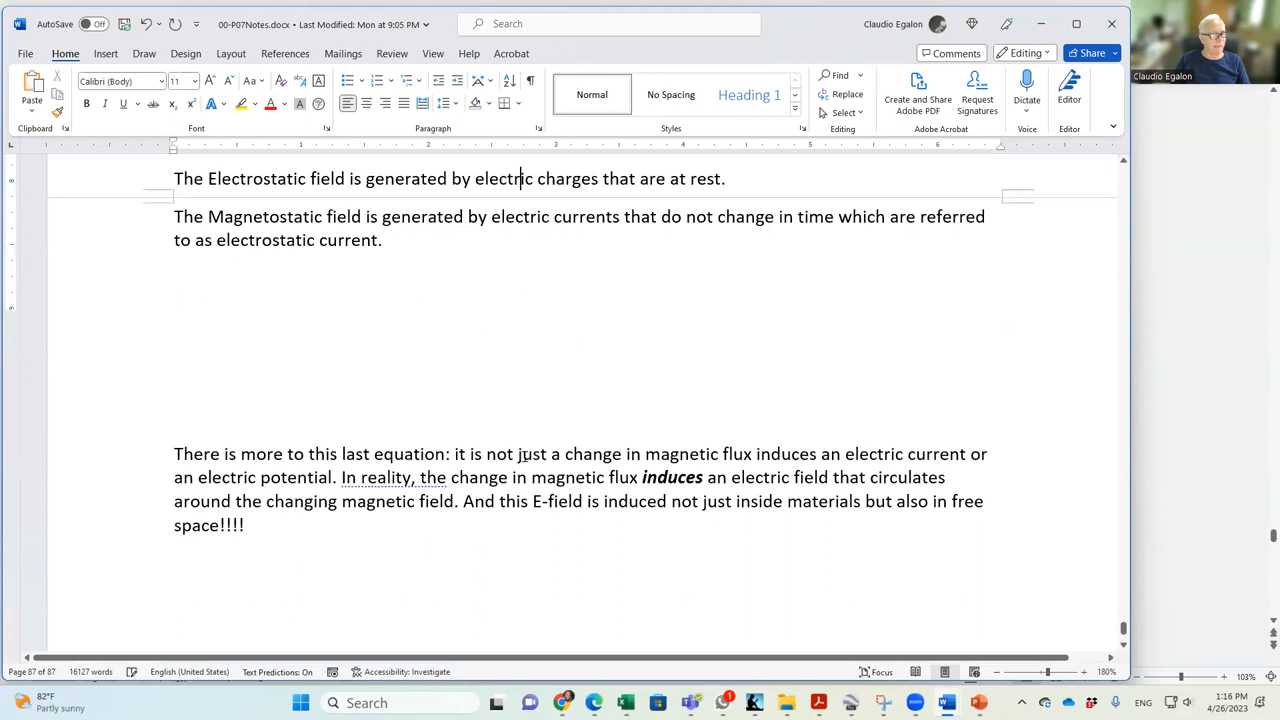 AutoSave Off 00-P07Notes.docx • Last Modified: Mon at 9:05 PM Search Claudio Egalon
File Home Insert Draw Design Layout References Mailings Review View Help Acrobat Comments Editing Share
Claudio Egalon
Paste Calibri (Body) 11 Normal No Spacing Heading 1 Find Replace Select Create and Share Adobe PDF Request Signatures Dictate Editor
Clipboard Font Paragraph Styles Editing Adobe Acrobat Voice Editor
1 2 3 4 5 6
The Electrostatic field is generated by electric charges that are at rest.
The Magnetostatic field is generated by electric currents that do not change in time which are referred
to as electrostatic current.
There is more to this last equation: it is not just a change in magnetic flux induces an electric current or
an electric potential. In reality, the change in magnetic flux induces an electric field that circulates
around the changing magnetic field. And this E-field is induced not just inside materials but also in free
space!!!!
Page 87 of 87 16127 words English (United States) Text Predictions: On Accessibility: Investigate Focus 180% 103%
82°F
Partly sunny
Search
1
ENG
1:16 PM
4/26/2023